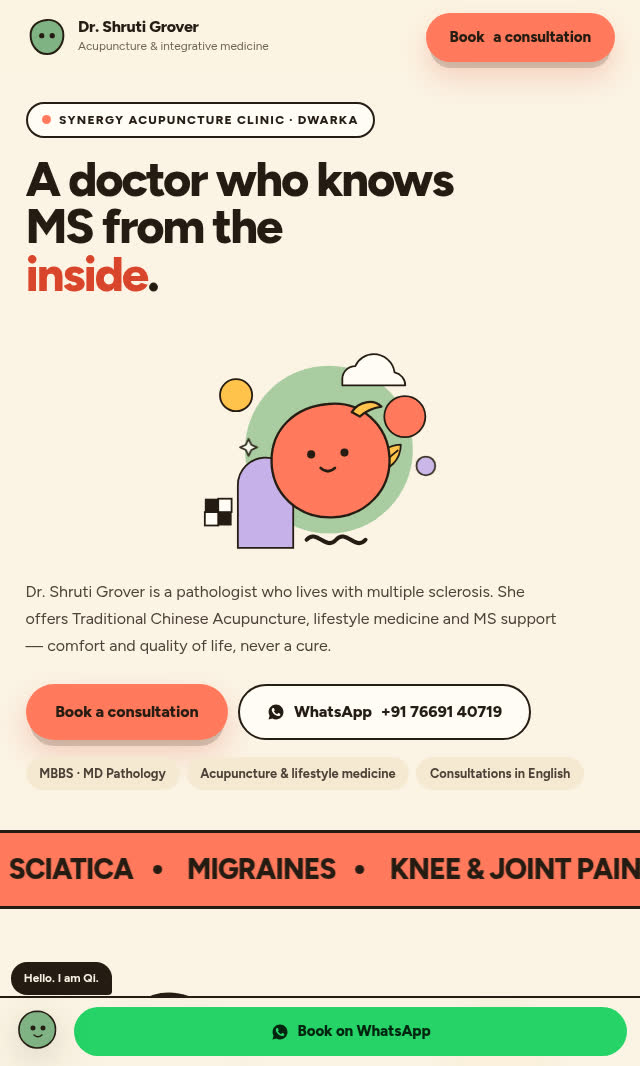 Dr. Shruti Grover
Acupuncture & integrative medicine
Book a consultation
SYNERGY ACUPUNCTURE CLINIC · DWARKA
A doctor who knows
MS from the
inside.
Dr. Shruti Grover is a pathologist who lives with multiple sclerosis. She
offers Traditional Chinese Acupuncture, lifestyle medicine and MS support
— comfort and quality of life, never a cure.
Book a consultation
WhatsApp +91 76691 40719
MBBS · MD Pathology
Acupuncture & lifestyle medicine
Consultations in English
SCIATICA • MIGRAINES • KNEE & JOINT PAIN
Hello. I am Qi.
Book on WhatsApp